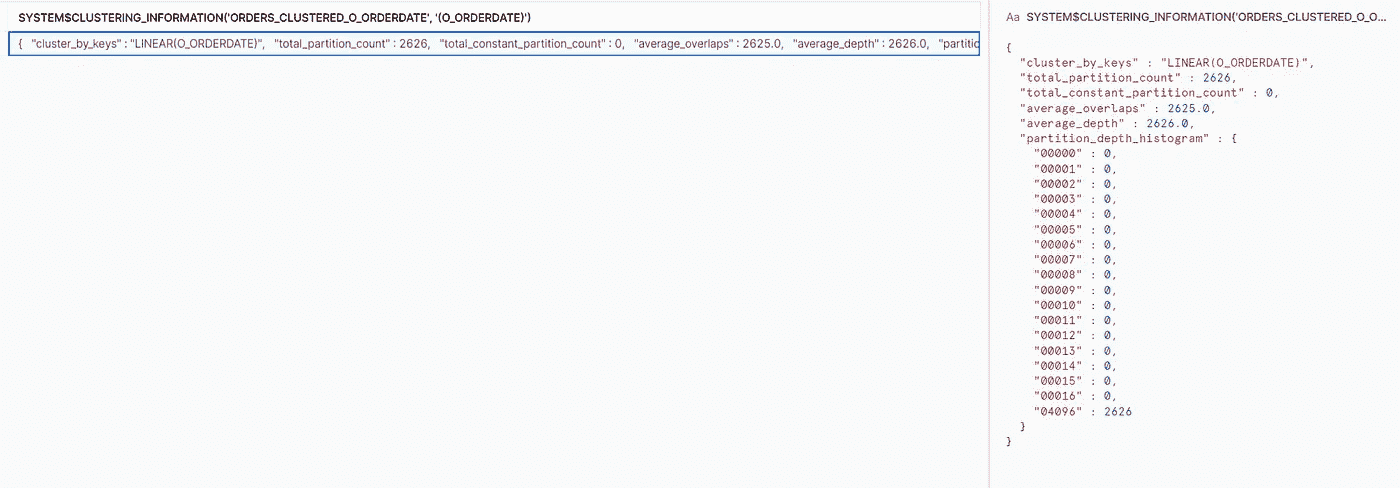 SYSTEM$CLUSTERING_INFORMATION('ORDERS_CLUSTERED_O_ORDERDATE', '(O_ORDERDATE)')
{ "cluster_by_keys" : "LINEAR(O_ORDERDATE)", "total_partition_count" : 2626, "total_constant_partition_count" : 0, "average_overlaps" : 2625.0, "average_depth" : 2626.0, "partitio
Aa SYSTEM$CLUSTERING_INFORMATION('ORDERS_CLUSTERED_O_O...
{
"cluster_by_keys" : "LINEAR(O_ORDERDATE)",
"total_partition_count" : 2626,
"total_constant_partition_count" : 0,
"average_overlaps" : 2625.0,
"average_depth" : 2626.0,
"partition_depth_histogram" : {
"00000" : 0,
"00001" : 0,
"00002" : 0,
"00003" : 0,
"00004" : 0,
"00005" : 0,
"00006" : 0,
"00007" : 0,
"00008" : 0,
"00009" : 0,
"00010" : 0,
"00011" : 0,
"00012" : 0,
"00013" : 0,
"00014" : 0,
"00015" : 0,
"00016" : 0,
"04096" : 2626
}
}